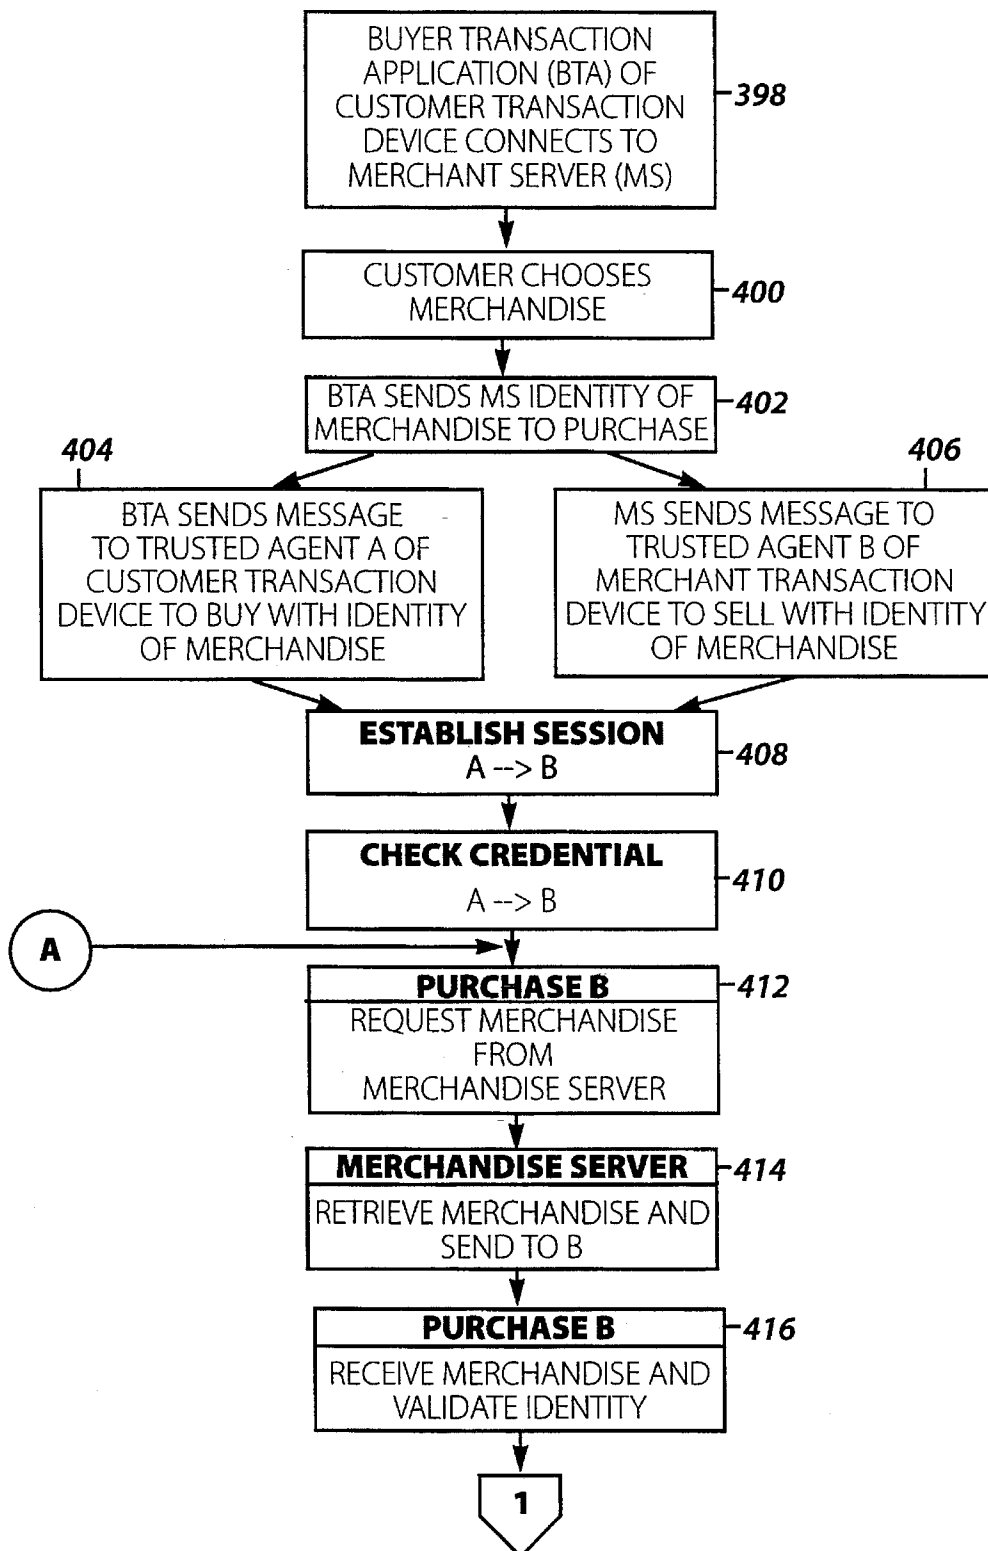 BUYER TRANSACTION
APPLICATION (BTA) OF
CUSTOMER TRANSACTION
DEVICE CONNECTS TO
MERCHANT SERVER (MS)
398
CUSTOMER CHOOSES
MERCHANDISE
400
BTA SENDS MS IDENTITY OF
MERCHANDISE TO PURCHASE
402
404
BTA SENDS MESSAGE
TO TRUSTED AGENT A OF
CUSTOMER TRANSACTION
DEVICE TO BUY WITH IDENTITY
OF MERCHANDISE
406
MS SENDS MESSAGE TO
TRUSTED AGENT B OF
MERCHANT TRANSACTION
DEVICE TO SELL WITH IDENTITY
OF MERCHANDISE
ESTABLISH SESSION
A --> B
408
CHECK CREDENTIAL
A --> B
410
A
PURCHASE B
412
REQUEST MERCHANDISE
FROM
MERCHANDISE SERVER
MERCHANDISE SERVER
414
RETRIEVE MERCHANDISE AND
SEND TO B
PURCHASE B
416
RECEIVE MERCHANDISE AND
VALIDATE IDENTITY
1